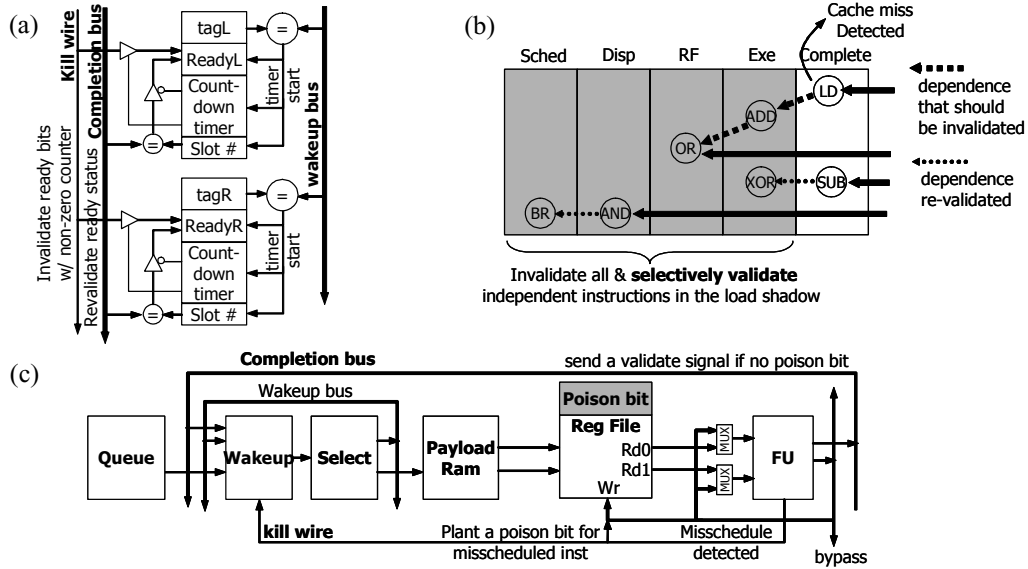 (a)
Kill wire
Completion bus
Invalidate ready bits
w/ non-zero counter
Revalidate ready status
tagL
=
ReadyL
Count-
down
timer
Slot #
=
timer
start
wakeup bus
tagR
=
ReadyR
Count-
down
timer
Slot #
=
timer
start
(b)
Cache miss
Detected
Sched
Disp
RF
Exe
Complete
LD
ADD
OR
XOR
SUB
BR
AND
dependence
that should
be invalidated
dependence
re-validated
Invalidate all & selectively validate
independent instructions in the load shadow
(c)
Completion bus
send a validate signal if no poison bit
Wakeup bus
Queue
Wakeup
Select
Payload
Ram
Poison bit
Reg File
Rd0
Rd1
Wr
MUX
MUX
FU
kill wire
Plant a poison bit for
misscheduled inst
Misschedule
detected
bypass